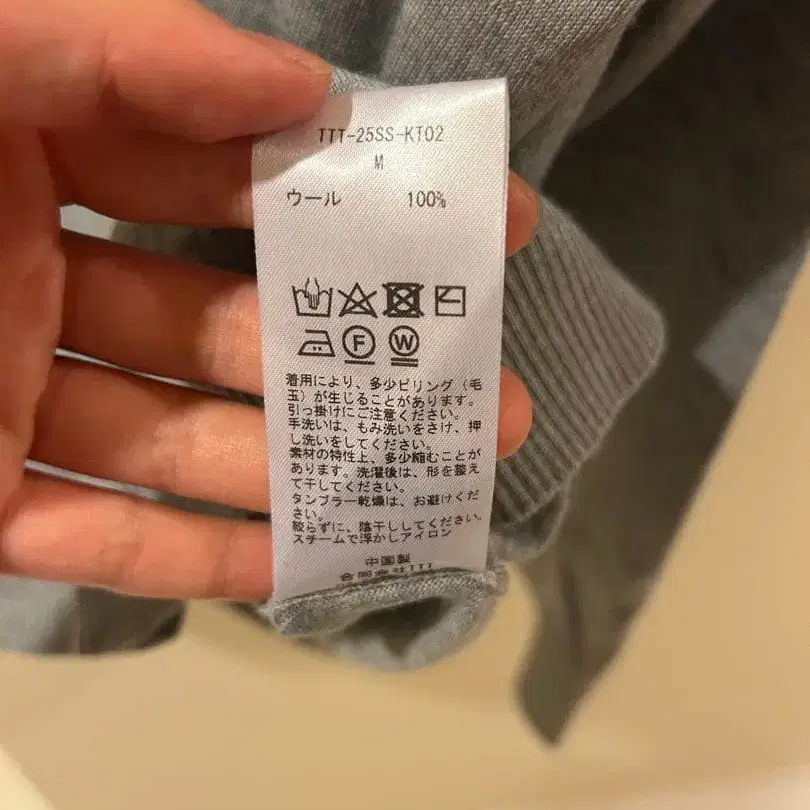 TTT-25SS-KT02
M
ウール 100%
F W
着用により、多少ピリング（毛
玉）が生じることがあります。
引っ掛けにご注意ください。
手洗いは、もみ洗いをさけ、押
し洗いをしてください。
素材の特性上、多少縮むことが
あります。洗濯後は、形を整え
て干してください。
タンブラー乾燥は、お避けくだ
さい。
絞らずに、陰干ししてください。
スチームで浮かしアイロン
中国製
合同会社TTT